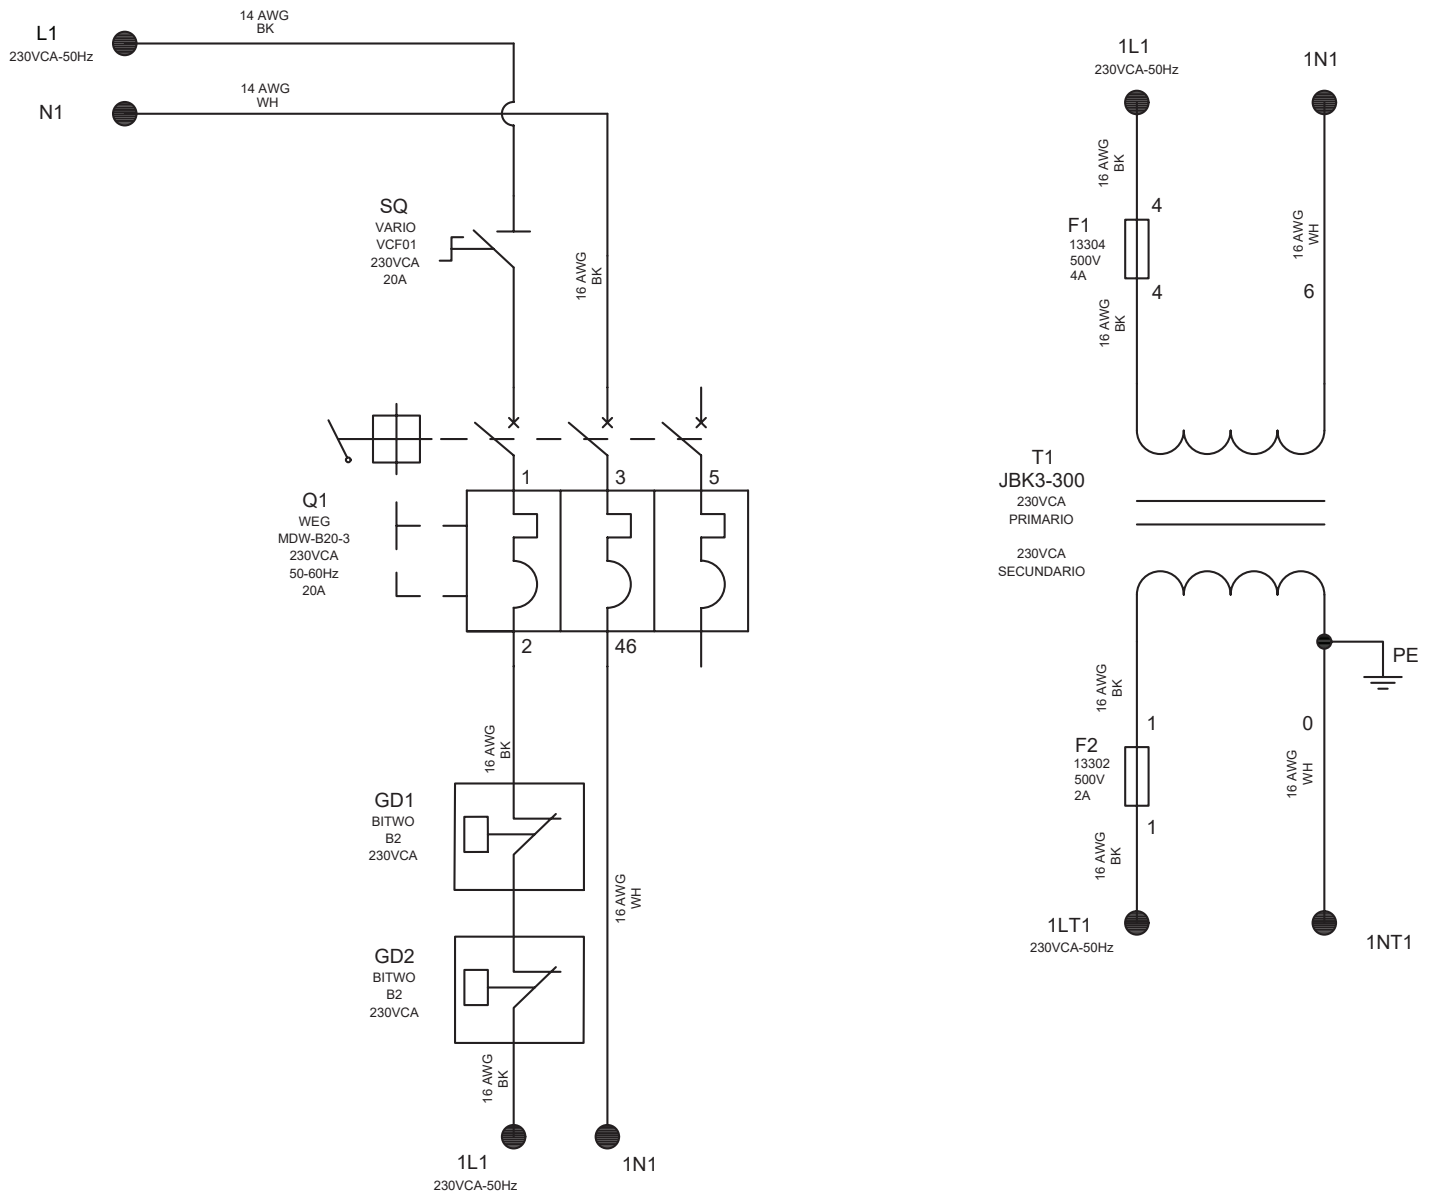 L1
230VCA-50Hz
14 AWG
BK
N1
14 AWG
WH
SQ
VARIO
VCF01
230VCA
20A
16 AWG
BK
Q1
WEG
MDW-B20-3
230VCA
50-60Hz
20A
1
3
5
2
46
16 AWG
BK
GD1
BITWO
B2
230VCA
16 AWG
WH
GD2
BITWO
B2
230VCA
16 AWG
BK
1L1
230VCA-50Hz
1N1
1L1
230VCA-50Hz
1N1
16 AWG
BK
4
F1
13304
500V
4A
4
16 AWG
BK
16 AWG
WH
6
T1
JBK3-300
230VCA
PRIMARIO
230VCA
SECUNDARIO
PE
16 AWG
BK
1
F2
13302
500V
2A
1
16 AWG
BK
0
16 AWG
WH
1LT1
230VCA-50Hz
1NT1